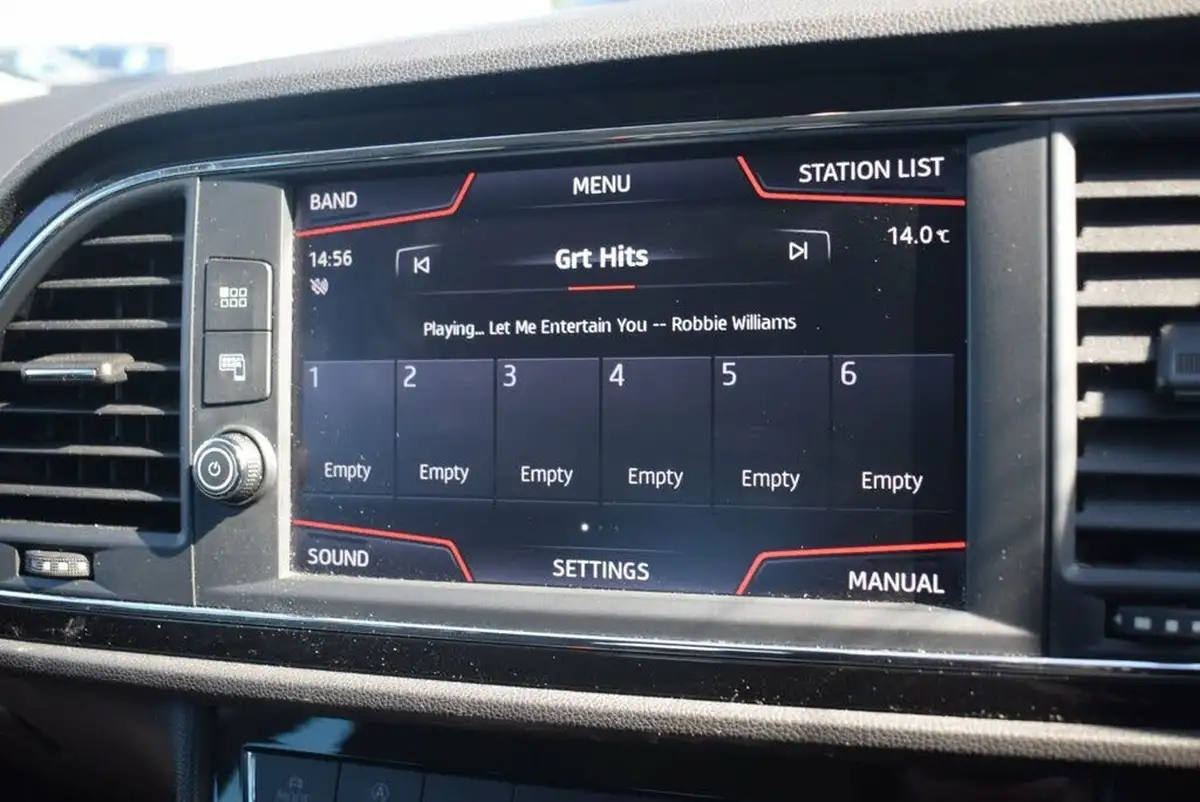 BAND
MENU
STATION LIST
14:56
Grt Hits
14.0°C
Playing... Let Me Entertain You -- Robbie Williams
1 2 3 4 5 6
Empty Empty Empty Empty Empty Empty
SOUND
SETTINGS
MANUAL